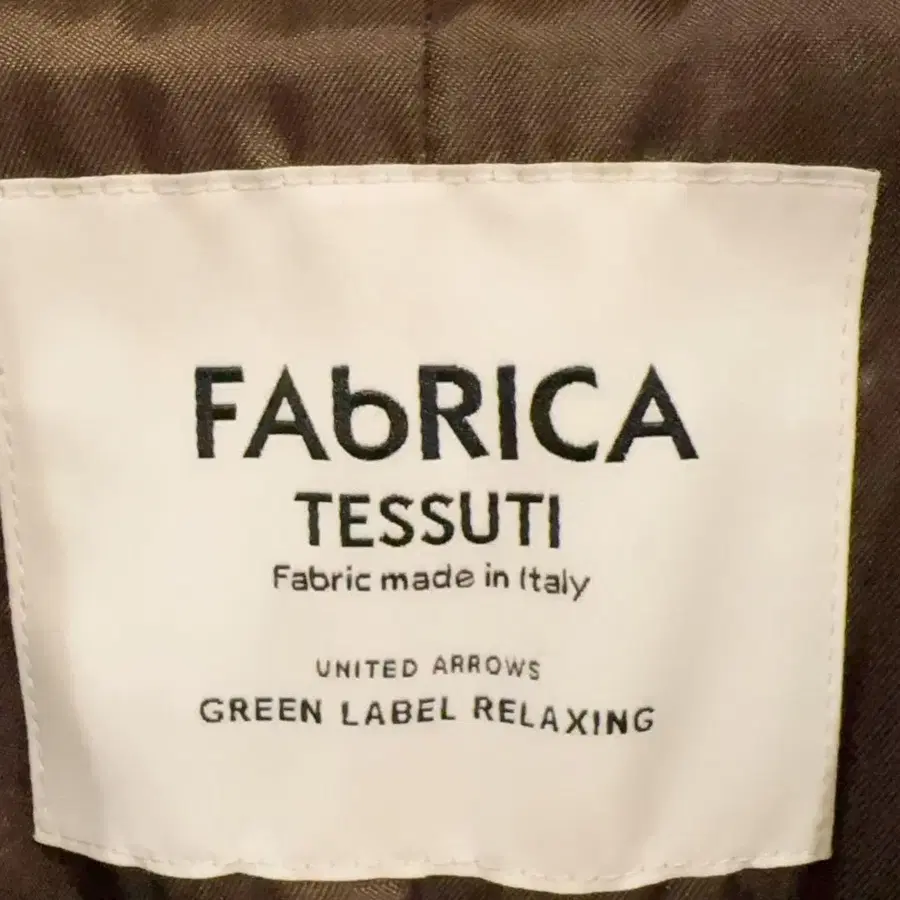 FAbRICA
TESSUTI
Fabric made in Italy
UNITED ARROWS
GREEN LABEL RELAXING